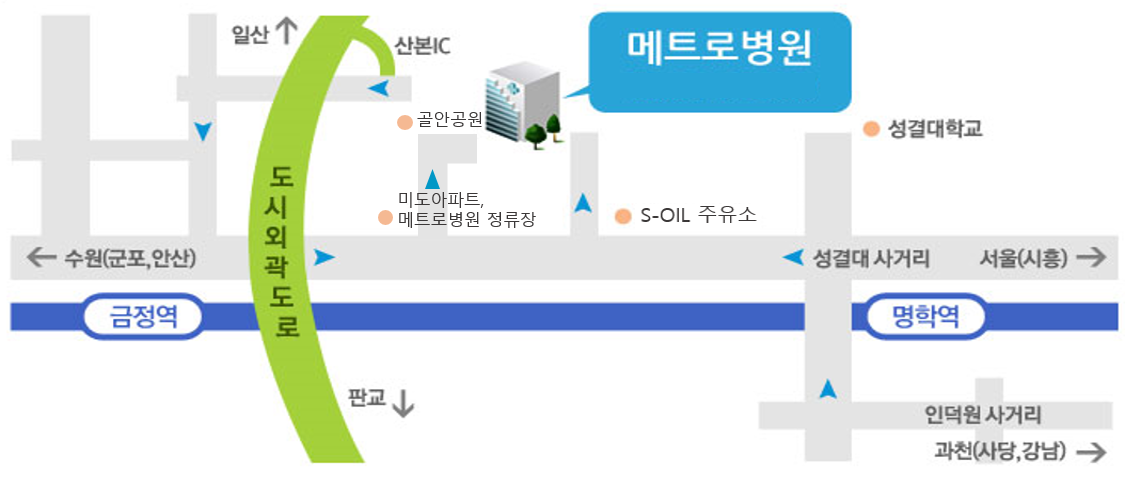 일산
산본IC
메트로병원
골안공원
성결대학교
미도아파트,
메트로병원 정류장
S-OIL 주유소
도시외곽도로
수원(군포,안산)
성결대 사거리
서울(시흥)
금정역
명학역
판교
인덕원 사거리
과천(사당,강남)